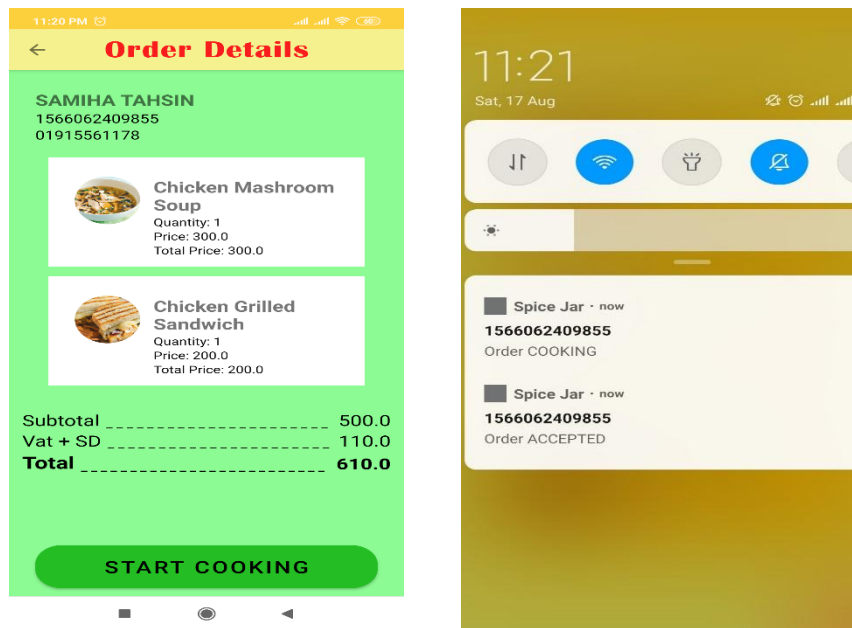 11:20 PM
60
Order Details
SAMIHA TAHSIN
1566062409855
01915561178
Chicken Mashroom
Soup
Quantity: 1
Price: 300.0
Total Price: 300.0
Chicken Grilled
Sandwich
Quantity: 1
Price: 200.0
Total Price: 200.0
Subtotal 500.0
Vat + SD 110.0
Total 610.0
START COOKING
11:21
Sat, 17 Aug
Spice Jar · now
1566062409855
Order COOKING
Spice Jar · now
1566062409855
Order ACCEPTED